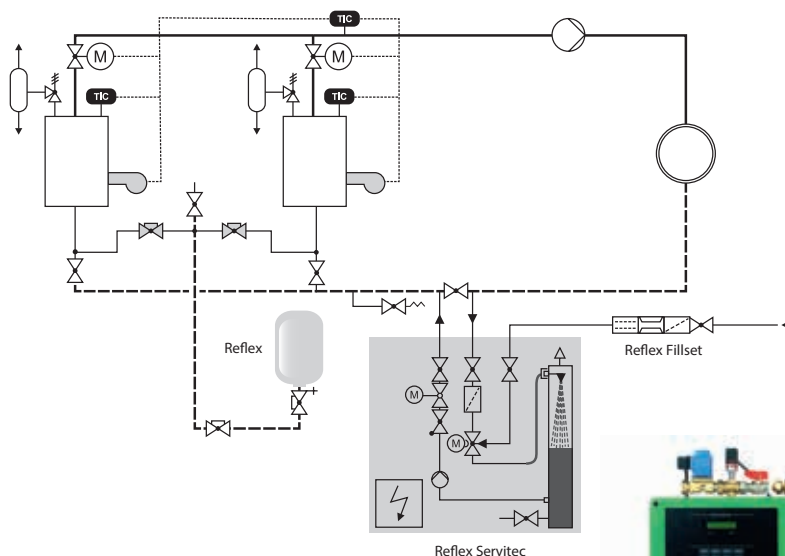 TIC
M
M
TIC
TIC
Reflex
Reflex Fillset
M
M
Reflex Servitec